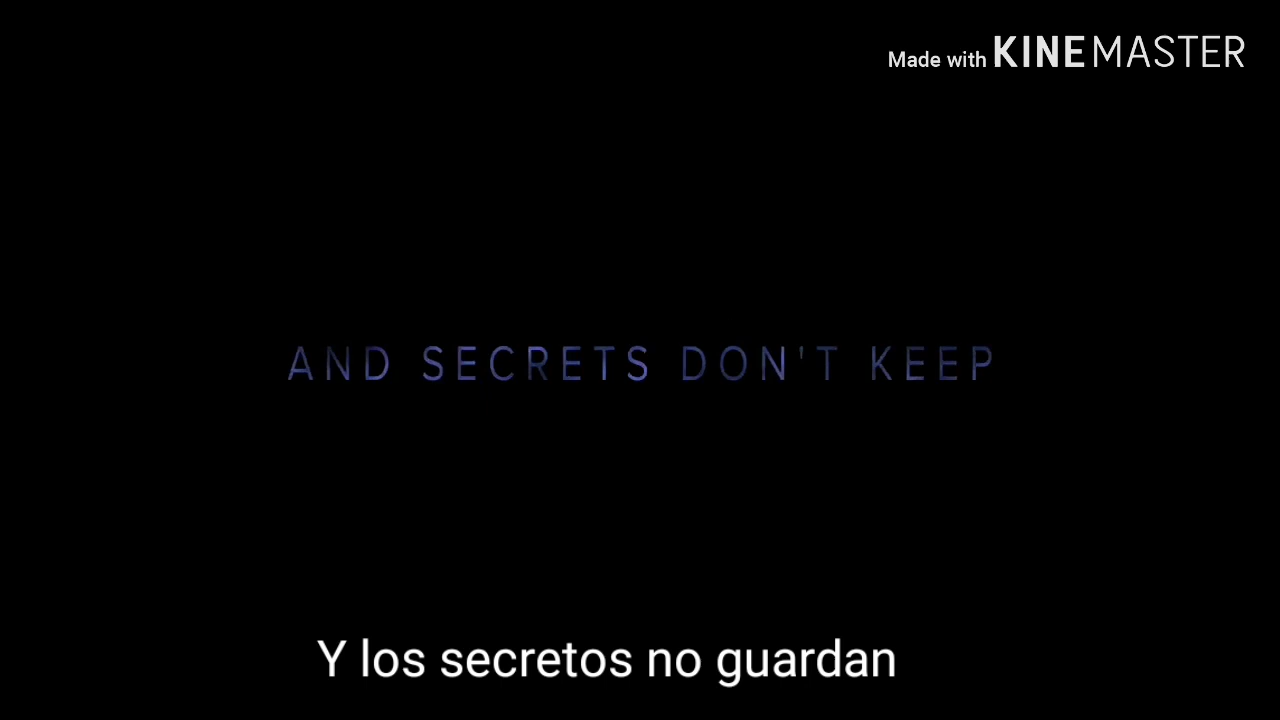 Made with KINEMASTER
AND SECRETS DON'T KEEP
Y los secretos no guardan